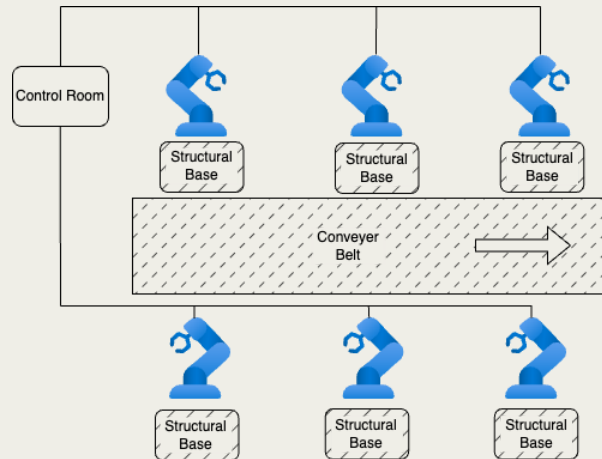 Control Room
Structural
Base
Structural
Base
Structural
Base
Conveyer
Belt
Structural
Base
Structural
Base
Structural
Base